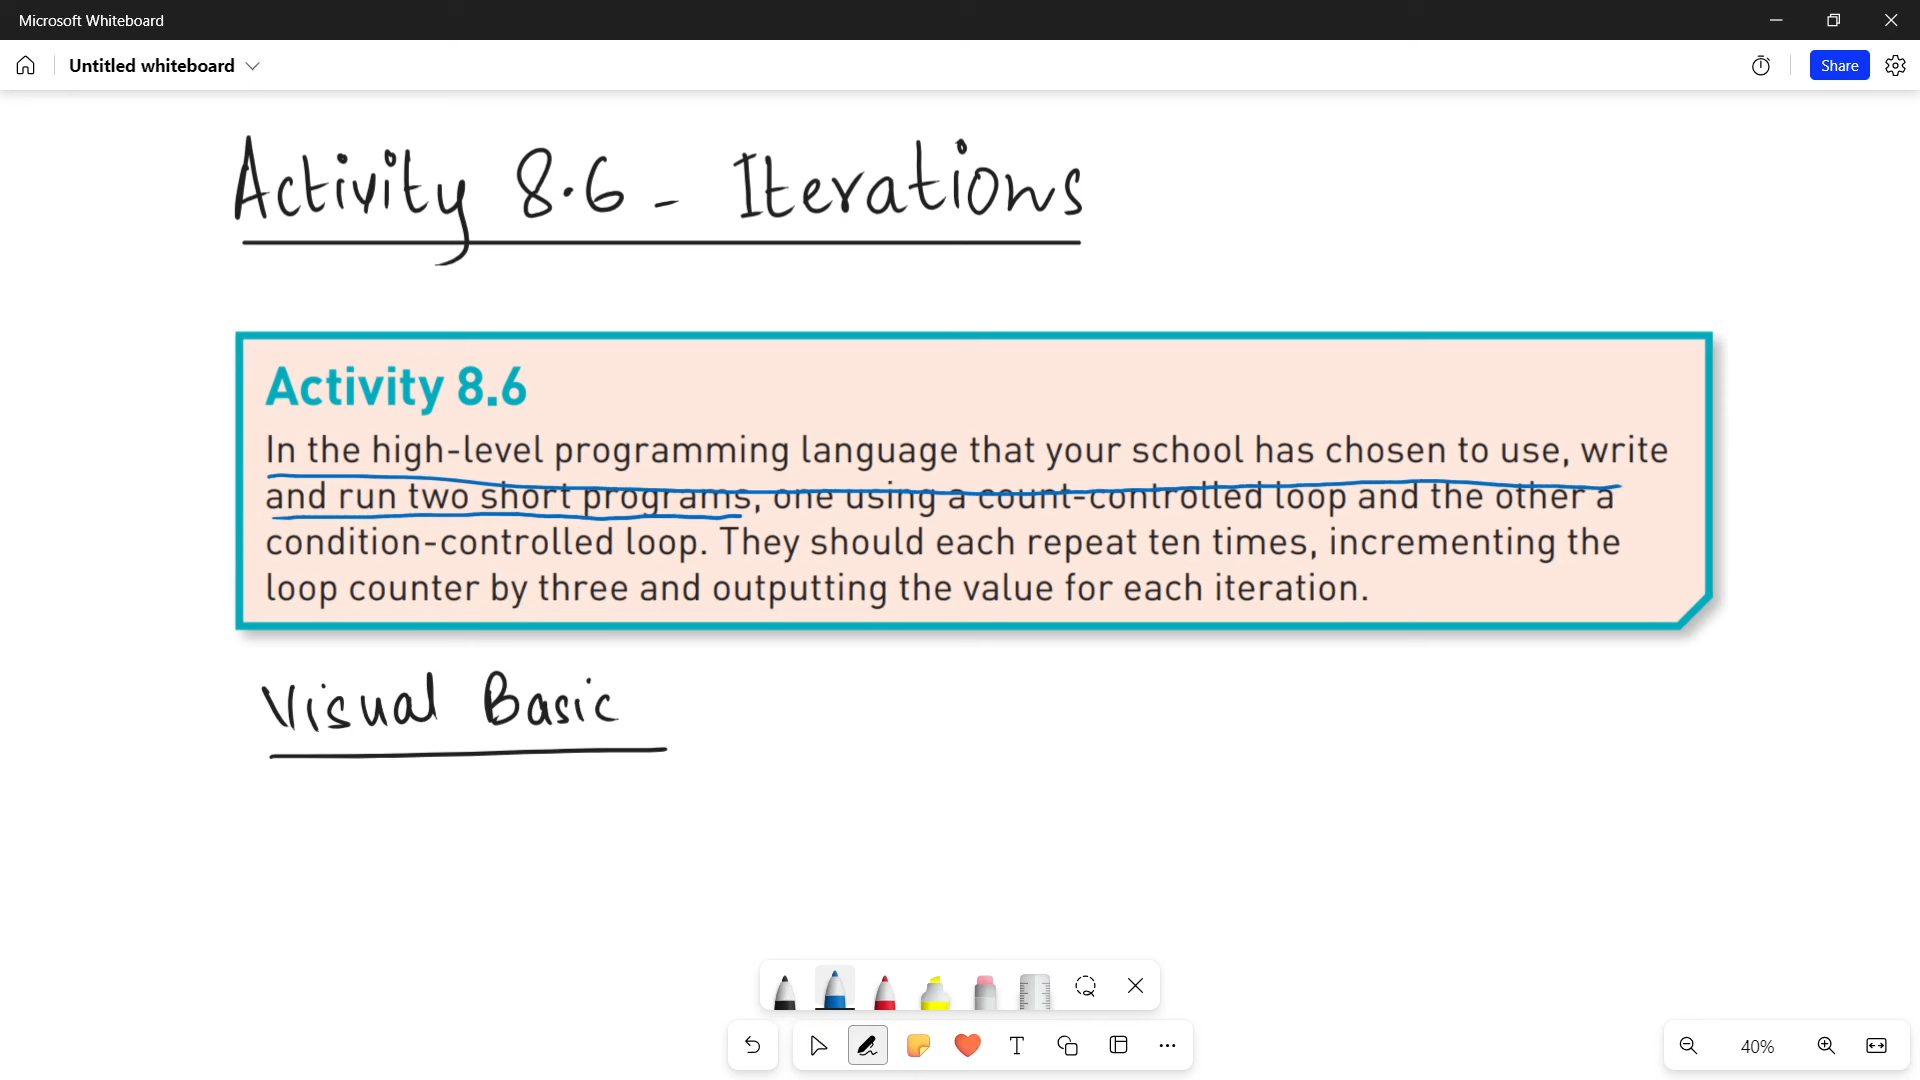 Microsoft Whiteboard
Untitled whiteboard
Share
Activity 8.6 - Iterations
Activity 8.6
In the high-level programming language that your school has chosen to use, write
and run two short programs, one using a count-controlled loop and the other a
condition-controlled loop. They should each repeat ten times, incrementing the
loop counter by three and outputting the value for each iteration.
Visual Basic
40%